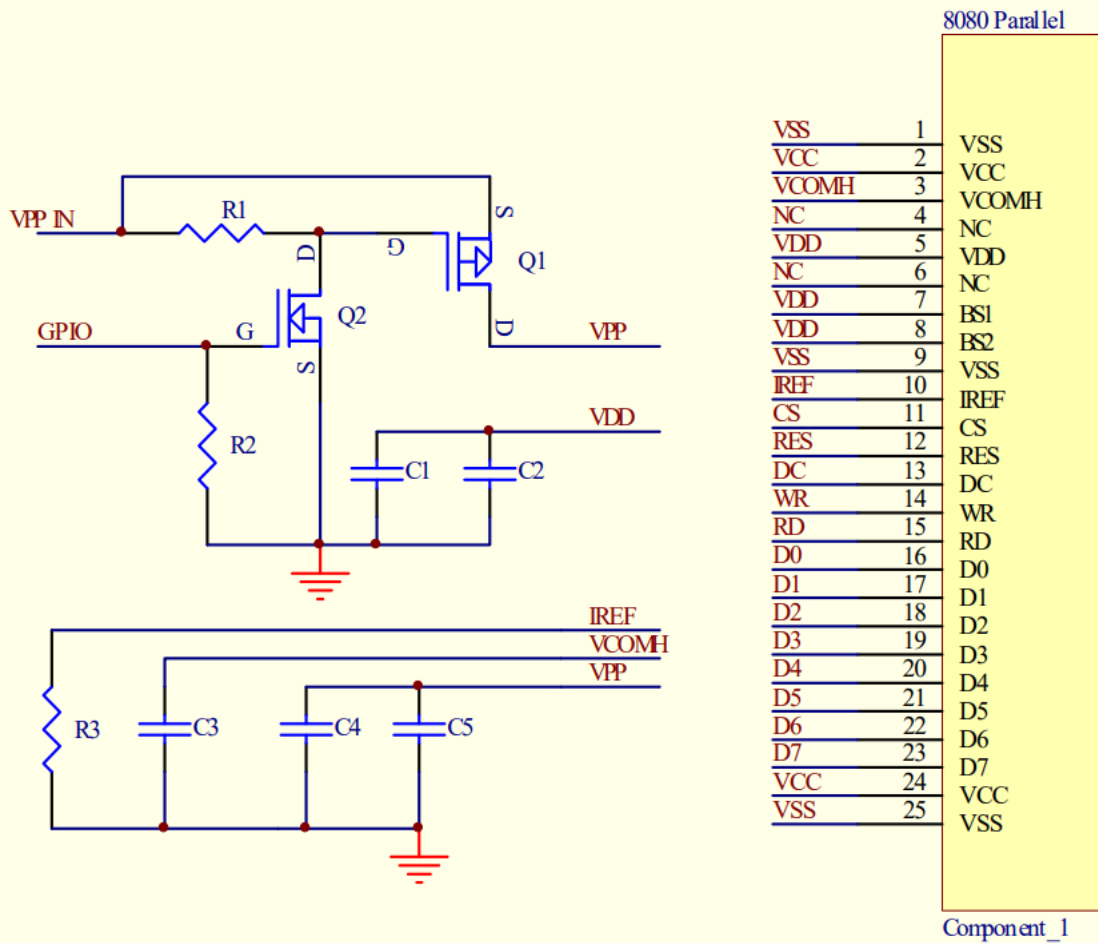 8080 Parallel
VPP IN
R1
D
G
S
Q1
D
VPP
GPIO
G
Q2
S
R2
VDD
C1
C2
IREF
VCOMH
VPP
R3
C3
C4
C5
VSS 1 VSS
VCC 2 VCC
VCOMH 3 VCOMH
NC 4 NC
VDD 5 VDD
NC 6 NC
VDD 7 BS1
VDD 8 BS2
VSS 9 VSS
IREF 10 IREF
CS 11 CS
RES 12 RES
DC 13 DC
WR 14 WR
RD 15 RD
D0 16 D0
D1 17 D1
D2 18 D2
D3 19 D3
D4 20 D4
D5 21 D5
D6 22 D6
D7 23 D7
VCC 24 VCC
VSS 25 VSS
Component_1